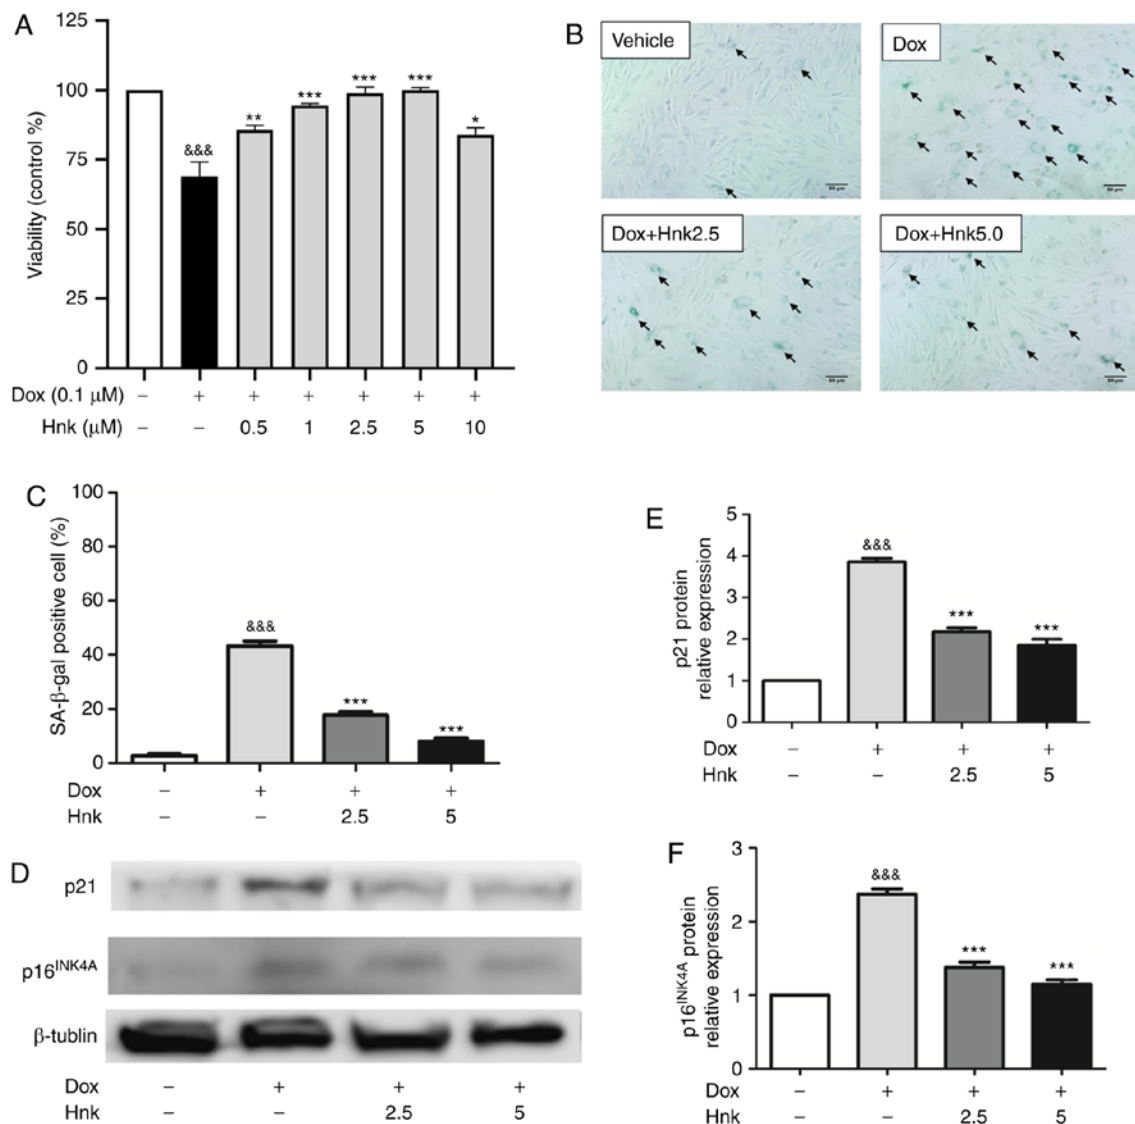 A
125
100
75
50
25
0
Viability (control %)
&&&
**
***
***
***
*
Dox (0.1 μM) – + + + + + +
Hnk (μM) – – 0.5 1 2.5 5 10
B
Vehicle
Dox
Dox+Hnk2.5
Dox+Hnk5.0
C
100
80
60
40
20
0
SA-β-gal positive cell (%)
&&&
***
***
Dox – + + +
Hnk – – 2.5 5
D
p21
p16INK4A
β-tublin
Dox – + + +
Hnk – – 2.5 5
E
5
4
3
2
1
0
p21 protein
relative expression
&&&
***
***
Dox – + + +
Hnk – – 2.5 5
F
3
2
1
0
p16INK4A protein
relative expression
&&&
***
***
Dox – + + +
Hnk – – 2.5 5